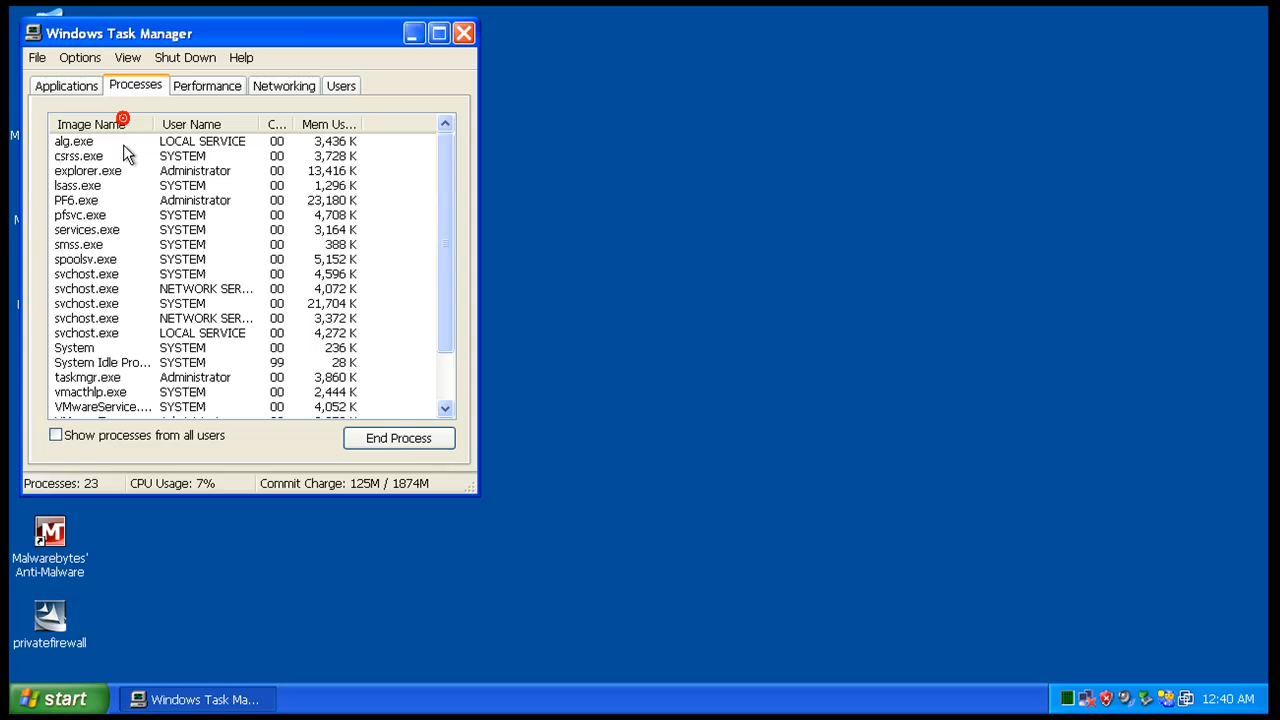 Windows Task Manager
File Options View Shut Down Help
Applications Processes Performance Networking Users
Image Name User Name C... Mem Us...
alg.exe LOCAL SERVICE 00 3,436 K
csrss.exe SYSTEM 00 3,728 K
explorer.exe Administrator 00 13,416 K
lsass.exe SYSTEM 00 1,296 K
PF6.exe Administrator 00 23,180 K
pfsvc.exe SYSTEM 00 4,708 K
services.exe SYSTEM 00 3,164 K
smss.exe SYSTEM 00 388 K
spoolsv.exe SYSTEM 00 5,152 K
svchost.exe SYSTEM 00 4,596 K
svchost.exe NETWORK SER... 00 4,072 K
svchost.exe SYSTEM 00 21,704 K
svchost.exe NETWORK SER... 00 3,372 K
svchost.exe LOCAL SERVICE 00 4,272 K
System SYSTEM 00 236 K
System Idle Pro... SYSTEM 99 28 K
taskmgr.exe Administrator 00 3,860 K
vmacthlp.exe SYSTEM 00 2,444 K
VMwareService.... SYSTEM 00 4,052 K
Show processes from all users End Process
Processes: 23 CPU Usage: 7% Commit Charge: 125M / 1874M
Malwarebytes'
Anti-Malware
privatefirewall
start Windows Task Ma... 12:40 AM